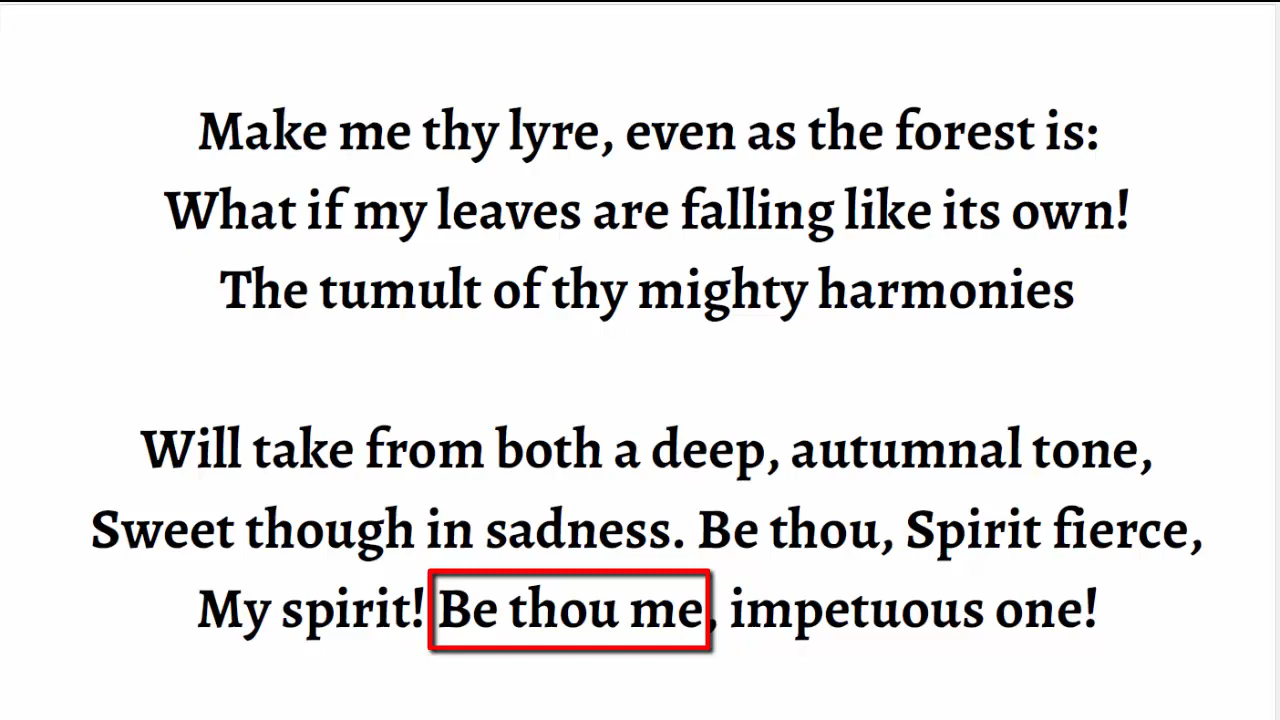 Make me thy lyre, even as the forest is:
What if my leaves are falling like its own!
The tumult of thy mighty harmonies
Will take from both a deep, autumnal tone,
Sweet though in sadness. Be thou, Spirit fierce,
My spirit! Be thou me, impetuous one!